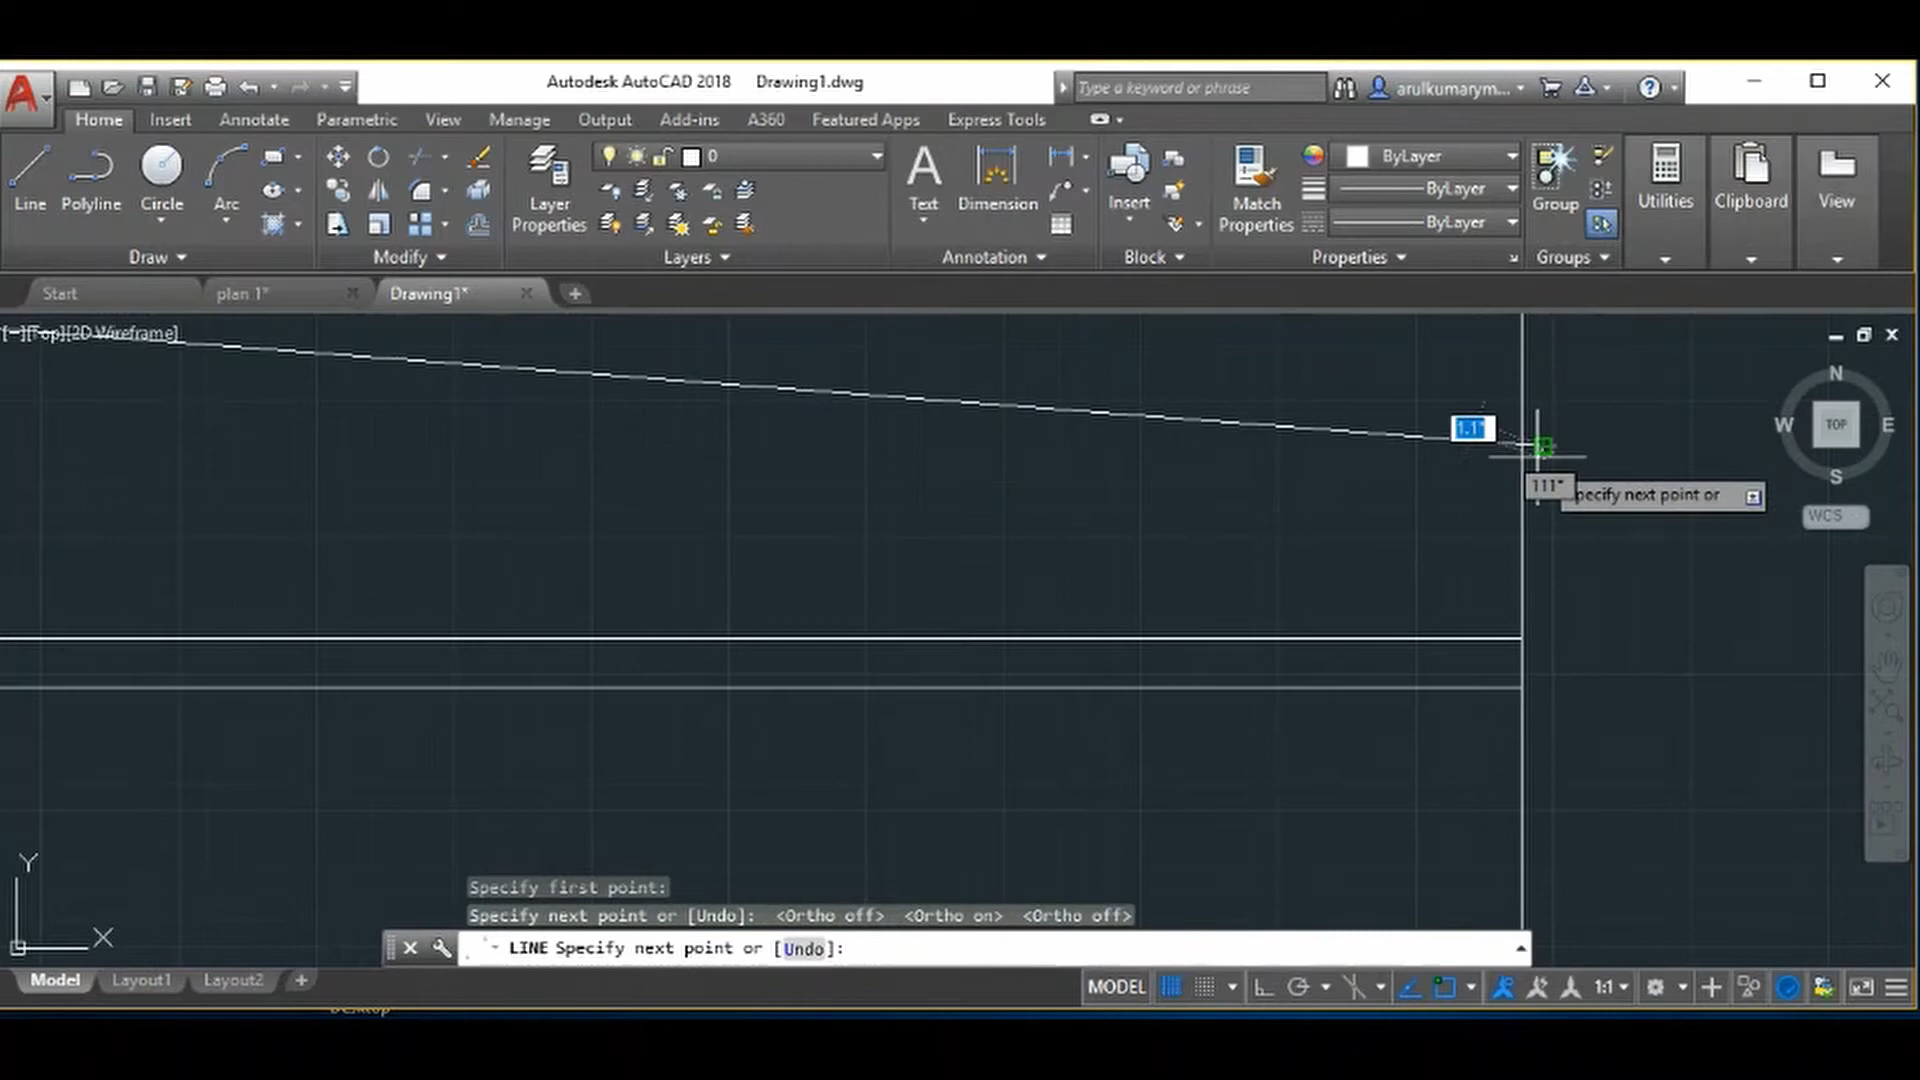 Autodesk AutoCAD 2018 Drawing1.dwg
Type a keyword or phrase
arulkumarym...
Home Insert Annotate Parametric View Manage Output Add-ins A360 Featured Apps Express Tools
0
ByLayer
ByLayer
ByLayer
Line Polyline Circle Arc
Layer Properties
Text Dimension
Insert
Match Properties
Group
Utilities Clipboard View
Draw Modify Layers Annotation Block Properties Groups
Start plan 1* Drawing1*
[−][Top][2D Wireframe]
N
W TOP E
S
WCS
1.1"
111°
pecify next point or
Y
X
Specify first point:
Specify next point or [Undo]: <Ortho off> <Ortho on> <Ortho off>
LINE Specify next point or [Undo]:
Model Layout1 Layout2
MODEL 1:1
Desktop